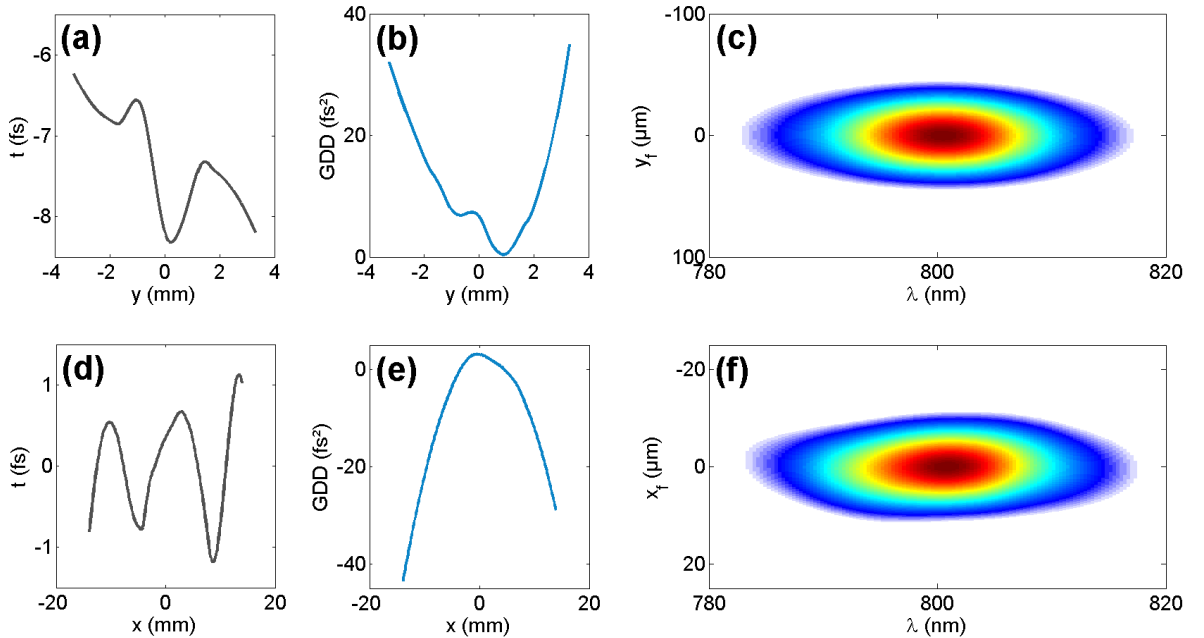 (a)
-6
-7
-8
t (fs)
-4 -2 0 2 4
y (mm)
(b)
40
20
0
GDD (fs²)
-4 -2 0 2 4
y (mm)
(c)
-100
0
100
y_f (µm)
780 800 820
λ (nm)
(d)
1
0
-1
t (fs)
-20 0 20
x (mm)
(e)
0
-20
-40
GDD (fs²)
-20 0 20
x (mm)
(f)
-20
0
20
x_f (µm)
780 800 820
λ (nm)